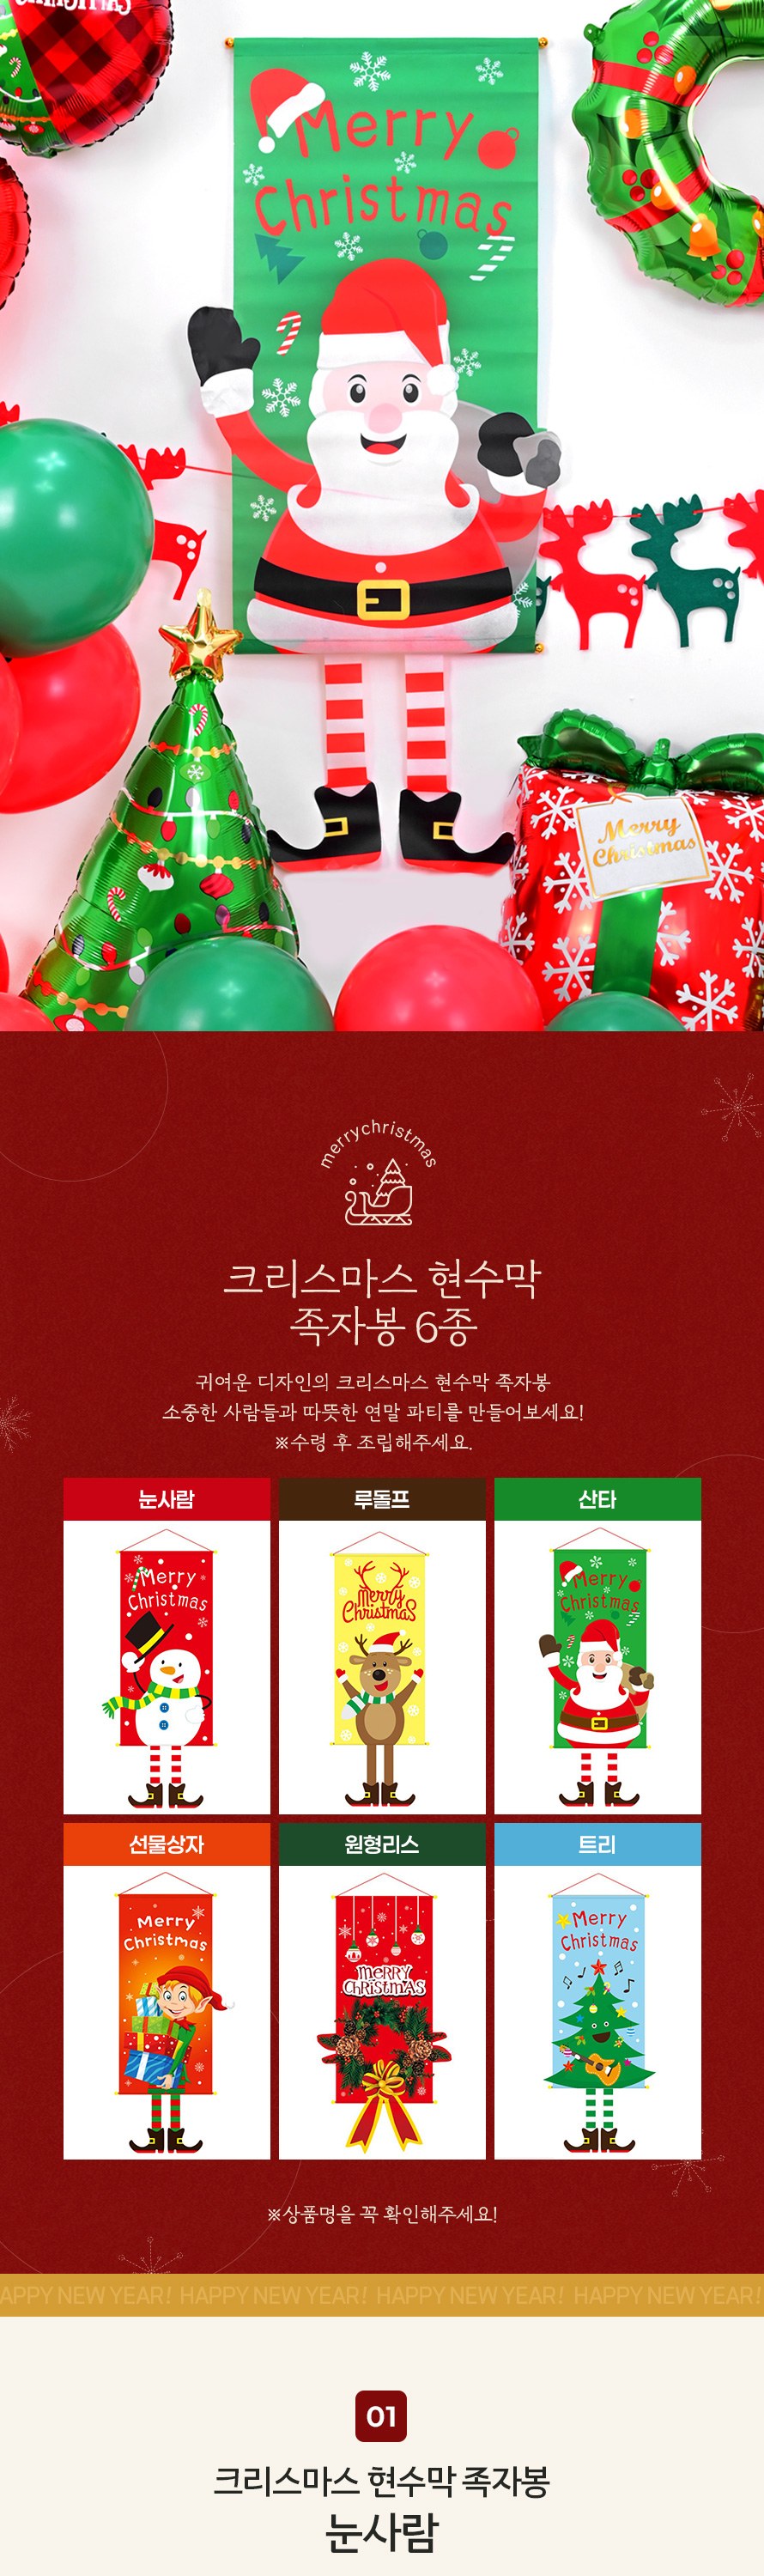 Merry
Christmas
Merry
Christmas
merrychristmas
크리스마스 현수막
족자봉 6종
귀여운 디자인의 크리스마스 현수막 족자봉
소중한 사람들과 따뜻한 연말 파티를 만들어보세요!
※수령 후 조립해주세요.
눈사람
루돌프
산타
Merry
Christmas
Merry
Christmas
Merry
Christmas
선물상자
원형리스
트리
Merry
Christmas
MERRY
CHRISTMAS
Merry
Christmas
※상품명을 꼭 확인해주세요!
APPY NEW YEAR! HAPPY NEW YEAR! HAPPY NEW YEAR! HAPPY NEW YEAR!
01
크리스마스 현수막 족자봉
눈사람